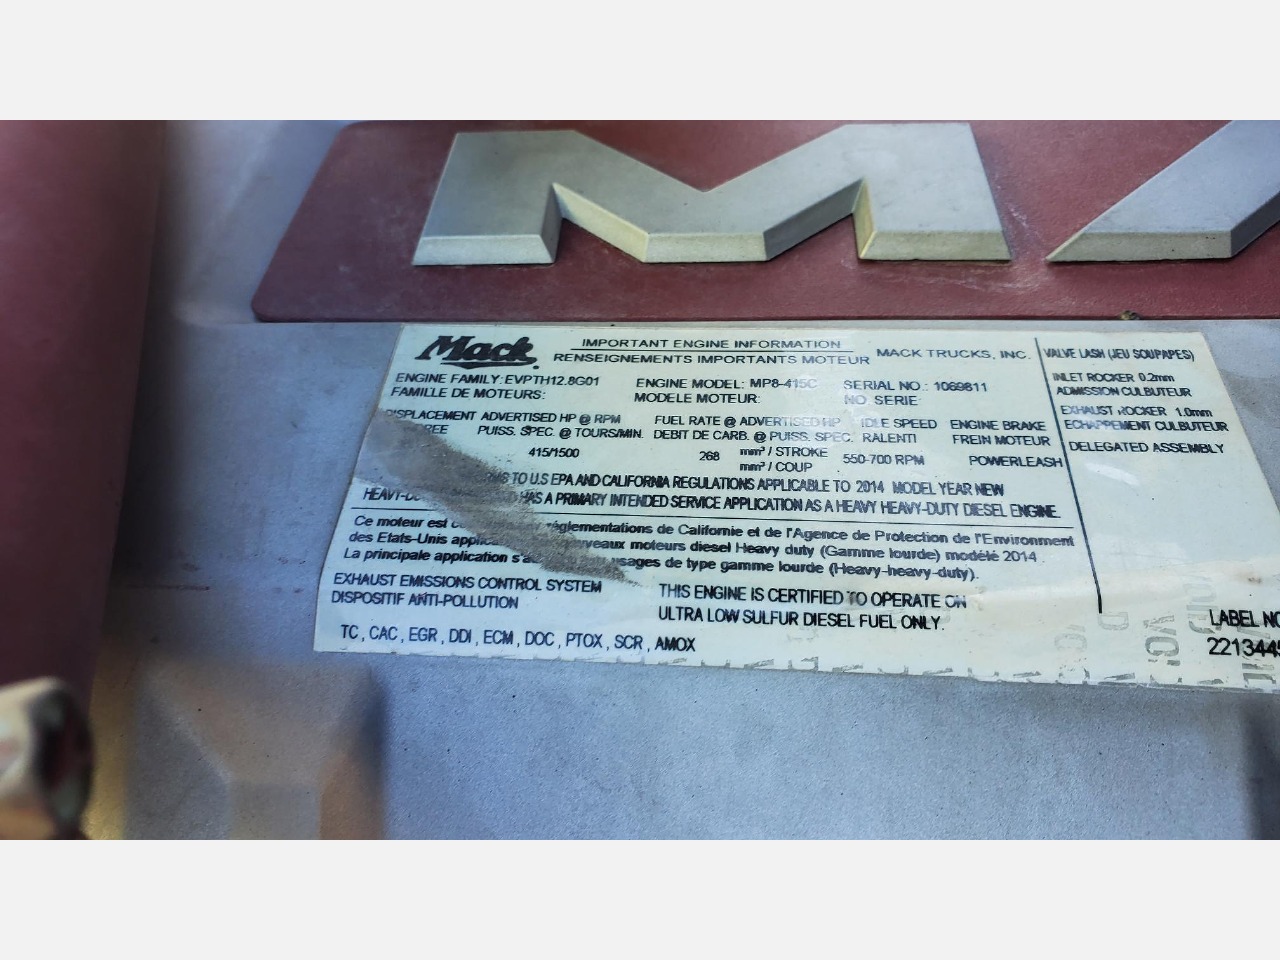 MA
Mack
IMPORTANT ENGINE INFORMATION
RENSEIGNEMENTS IMPORTANTS MOTEUR
MACK TRUCKS, INC.
ENGINE FAMILY: EVPTH12.8G01
FAMILLE DE MOTEURS:
ENGINE MODEL: MP8-415C
MODELE MOTEUR:
SERIAL NO.: 1069811
NO SERIE
DISPLACEMENT ADVERTISED HP @ RPM FUEL RATE @ ADVERTISED HP IDLE SPEED ENGINE BRAKE
PUISS. SPEC. @ TOURS/MIN. DEBIT DE CARB. @ PUISS. SPEC. RALENTI FREIN MOTEUR
415/1500 268 mm³ / STROKE 550-700 RPM POWERLEASH
mm³ / COUP
TO U.S EPA AND CALIFORNIA REGULATIONS APPLICABLE TO 2014 MODEL YEAR NEW
HAS A PRIMARY INTENDED SERVICE APPLICATION AS A HEAVY HEAVY-DUTY DIESEL ENGINE.
Ce moteur est réglementations de Californie et de l'Agence de Protection de l'Environment
des Etats-Unis moteurs diesel Heavy duty (Gamme lourde) modèlé 2014.
La principale application de type gamme lourde (Heavy-heavy-duty).
EXHAUST EMISSIONS CONTROL SYSTEM
DISPOSITIF ANTI-POLLUTION
THIS ENGINE IS CERTIFIED TO OPERATE ON
ULTRA LOW SULFUR DIESEL FUEL ONLY.
TC, CAC, EGR, DDI, ECM, DOC, PTOX, SCR, AMOX
VALVE LASH (JEU SOUPAPES)
INLET ROCKER 0.2mm
ADMISSION CULBUTEUR
EXHAUST ROCKER 1.0mm
ECHAPPEMENT CULBUTEUR
DELEGATED ASSEMBLY
LABEL NO
2213445